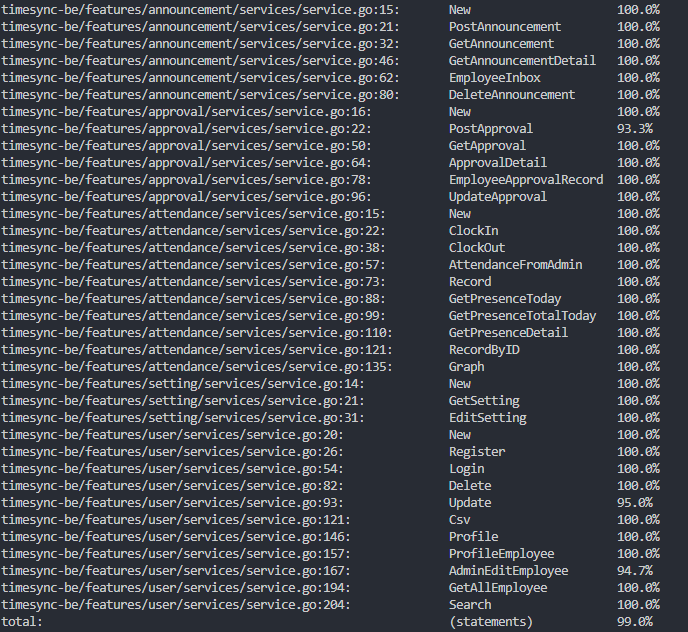 timesync-be/features/announcement/services/service.go:15: New 100.0%
timesync-be/features/announcement/services/service.go:21: PostAnnouncement 100.0%
timesync-be/features/announcement/services/service.go:32: GetAnnouncement 100.0%
timesync-be/features/announcement/services/service.go:46: GetAnnouncementDetail 100.0%
timesync-be/features/announcement/services/service.go:62: EmployeeInbox 100.0%
timesync-be/features/announcement/services/service.go:80: DeleteAnnouncement 100.0%
timesync-be/features/approval/services/service.go:16: New 100.0%
timesync-be/features/approval/services/service.go:22: PostApproval 93.3%
timesync-be/features/approval/services/service.go:50: GetApproval 100.0%
timesync-be/features/approval/services/service.go:64: ApprovalDetail 100.0%
timesync-be/features/approval/services/service.go:78: EmployeeApprovalRecord 100.0%
timesync-be/features/approval/services/service.go:96: UpdateApproval 100.0%
timesync-be/features/attendance/services/service.go:15: New 100.0%
timesync-be/features/attendance/services/service.go:22: ClockIn 100.0%
timesync-be/features/attendance/services/service.go:38: ClockOut 100.0%
timesync-be/features/attendance/services/service.go:57: AttendanceFromAdmin 100.0%
timesync-be/features/attendance/services/service.go:73: Record 100.0%
timesync-be/features/attendance/services/service.go:88: GetPresenceToday 100.0%
timesync-be/features/attendance/services/service.go:99: GetPresenceTotalToday 100.0%
timesync-be/features/attendance/services/service.go:110: GetPresenceDetail 100.0%
timesync-be/features/attendance/services/service.go:121: RecordByID 100.0%
timesync-be/features/attendance/services/service.go:135: Graph 100.0%
timesync-be/features/setting/services/service.go:14: New 100.0%
timesync-be/features/setting/services/service.go:21: GetSetting 100.0%
timesync-be/features/setting/services/service.go:31: EditSetting 100.0%
timesync-be/features/user/services/service.go:20: New 100.0%
timesync-be/features/user/services/service.go:26: Register 100.0%
timesync-be/features/user/services/service.go:54: Login 100.0%
timesync-be/features/user/services/service.go:82: Delete 100.0%
timesync-be/features/user/services/service.go:93: Update 95.0%
timesync-be/features/user/services/service.go:121: Csv 100.0%
timesync-be/features/user/services/service.go:146: Profile 100.0%
timesync-be/features/user/services/service.go:157: ProfileEmployee 100.0%
timesync-be/features/user/services/service.go:167: AdminEditEmployee 94.7%
timesync-be/features/user/services/service.go:194: GetAllEmployee 100.0%
timesync-be/features/user/services/service.go:204: Search 100.0%
total: (statements) 99.0%